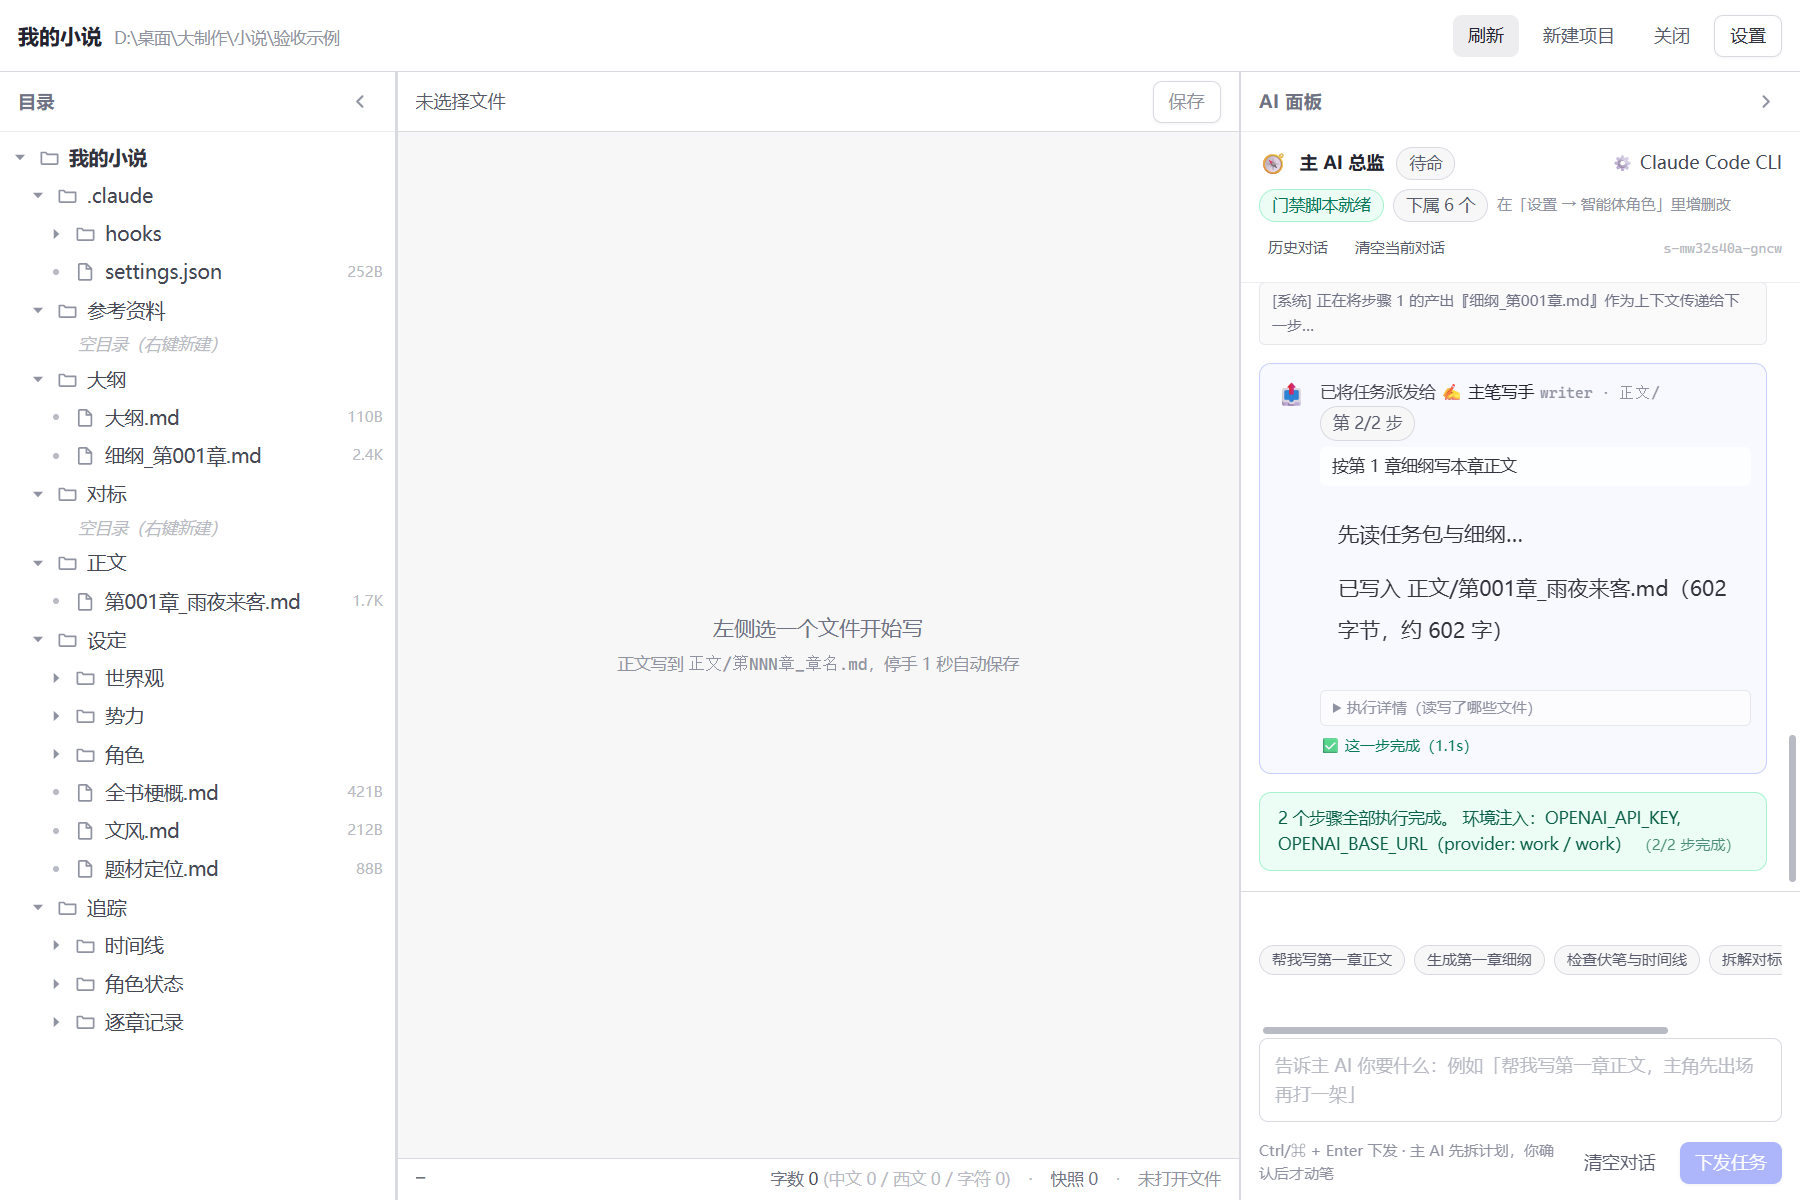 我的小说 D:\桌面\大制作\小说\验收示例
刷新 新建项目 关闭 设置
目录
我的小说
.claude
hooks
settings.json 252B
参考资料
空目录（右键新建）
大纲
大纲.md 110B
细纲_第001章.md 2.4K
对标
空目录（右键新建）
正文
第001章_雨夜来客.md 1.7K
设定
世界观
势力
角色
全书梗概.md 421B
文风.md 212B
题材定位.md 88B
追踪
时间线
角色状态
逐章记录
未选择文件 保存
左侧选一个文件开始写
正文写到 正文/第NNN章_章名.md，停手 1 秒自动保存
– 字数 0 (中文 0 / 西文 0 / 字符 0) · 快照 0 · 未打开文件
AI 面板
主 AI 总监 待命 Claude Code CLI
门禁脚本就绪 下属 6 个 在「设置 → 智能体角色」里增删改
历史对话 清空当前对话 s-mw32s40a-gncw
[系统] 正在将步骤 1 的产出『细纲_第001章.md』作为上下文传递给下
一步...
已将任务派发给 主笔写手 writer · 正文/
第 2/2 步
按第 1 章细纲写本章正文
先读任务包与细纲...
已写入 正文/第001章_雨夜来客.md（602
字节，约 602 字）
执行详情（读写了哪些文件）
这一步完成（1.1s）
2 个步骤全部执行完成。 环境注入：OPENAI_API_KEY,
OPENAI_BASE_URL（provider: work / work） （2/2 步完成）
帮我写第一章正文 生成第一章细纲 检查伏笔与时间线 拆解对标
告诉主 AI 你要什么：例如「帮我写第一章正文，主角先出场
再打一架」
Ctrl/⌘ + Enter 下发 · 主 AI 先拆计划，你确
认后才动笔
清空对话 下发任务